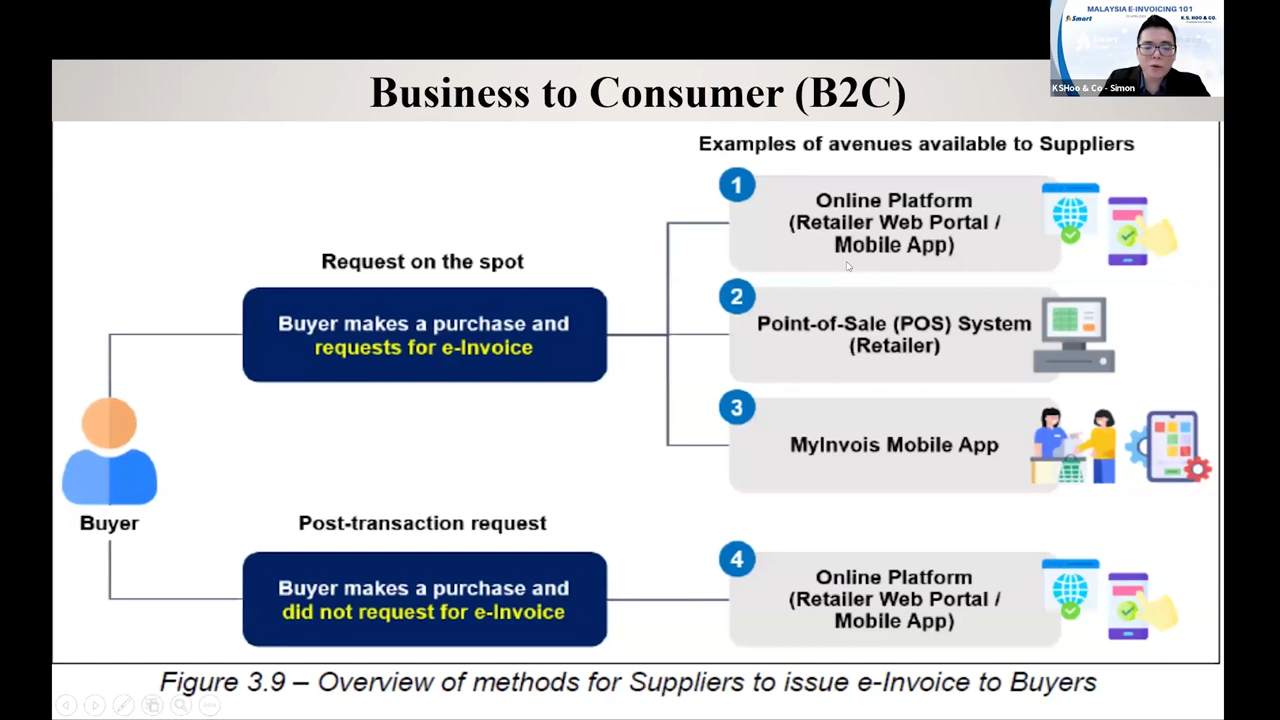 MALAYSIA E-INVOICING 101
Smart
K.S. HOO & CO.
KSHoo & Co - Simon
Business to Consumer (B2C)
Examples of avenues available to Suppliers
1
Online Platform
(Retailer Web Portal /
Mobile App)
Request on the spot
Buyer makes a purchase and
requests for e-Invoice
2
Point-of-Sale (POS) System
(Retailer)
3
MyInvois Mobile App
Buyer
Post-transaction request
Buyer makes a purchase and
did not request for e-Invoice
4
Online Platform
(Retailer Web Portal /
Mobile App)
Figure 3.9 – Overview of methods for Suppliers to issue e-Invoice to Buyers